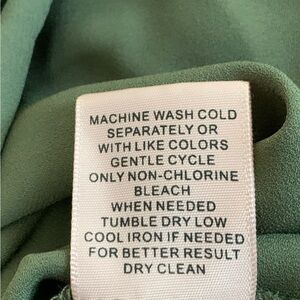 MACHINE WASH COLD
SEPARATELY OR
WITH LIKE COLORS
GENTLE CYCLE
ONLY NON-CHLORINE
BLEACH
WHEN NEEDED
TUMBLE DRY LOW
COOL IRON IF NEEDED
FOR BETTER RESULT
DRY CLEAN